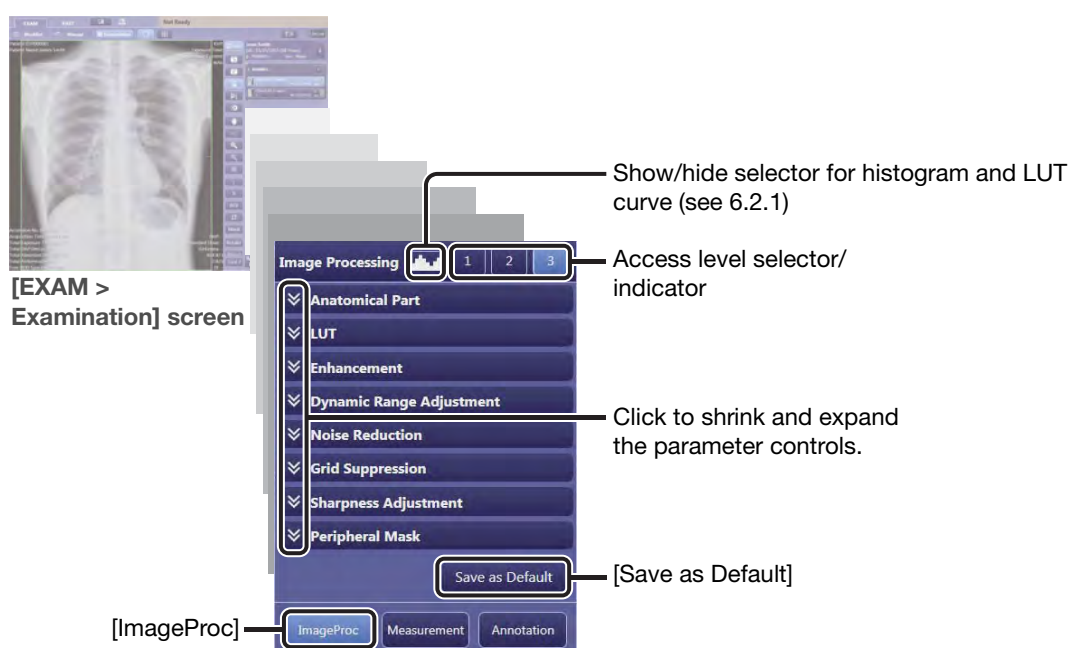 EXAM
Not Ready
Show/hide selector for histogram and LUT
curve (see 6.2.1)
Image Processing
1 2 3
Access level selector/
indicator
[EXAM >
Examination] screen
Anatomical Part
LUT
Enhancement
Dynamic Range Adjustment
Click to shrink and expand
the parameter controls.
Noise Reduction
Grid Suppression
Sharpness Adjustment
Peripheral Mask
Save as Default
[Save as Default]
[ImageProc]
ImageProc Measurement Annotation